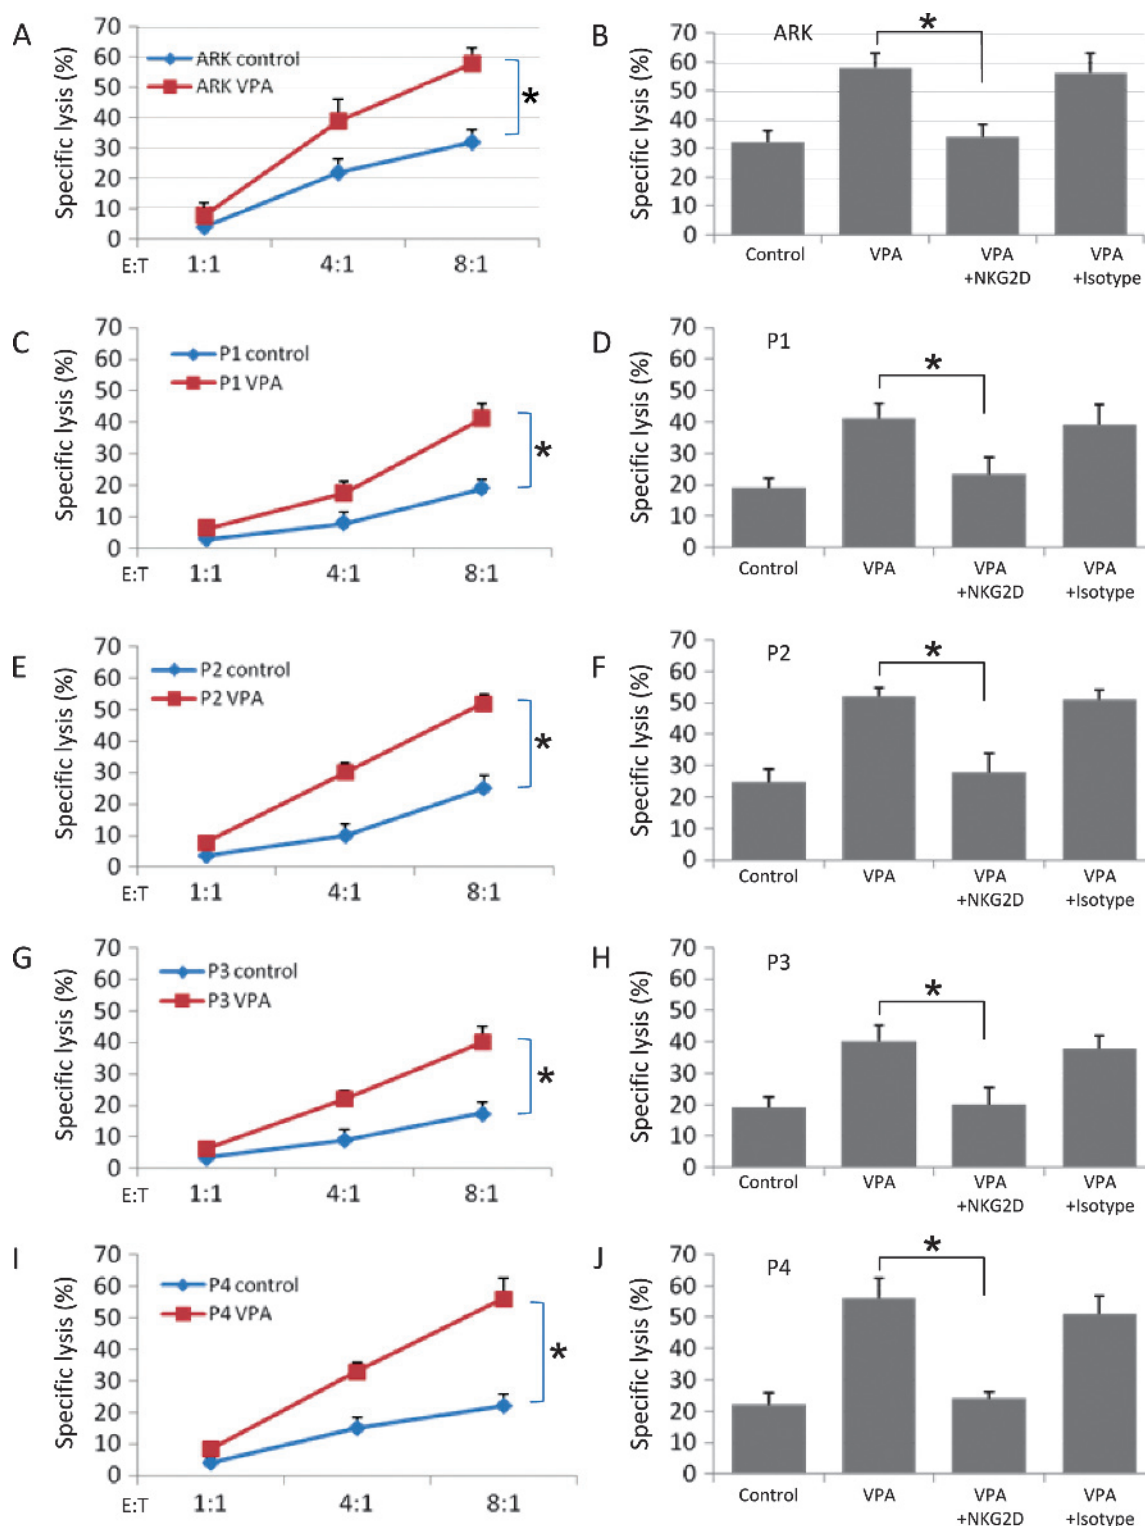 A
Specific lysis (%)
70
60
50
40
30
20
10
0
ARK control
ARK VPA
*
E:T 1:1 4:1 8:1
B
Specific lysis (%)
70
60
50
40
30
20
10
0
ARK
*
Control VPA VPA VPA
+NKG2D +Isotype
C
Specific lysis (%)
70
60
50
40
30
20
10
0
P1 control
P1 VPA
*
E:T 1:1 4:1 8:1
D
Specific lysis (%)
70
60
50
40
30
20
10
0
P1
*
Control VPA VPA VPA
+NKG2D +Isotype
E
Specific lysis (%)
70
60
50
40
30
20
10
0
P2 control
P2 VPA
*
E:T 1:1 4:1 8:1
F
Specific lysis (%)
70
60
50
40
30
20
10
0
P2
*
Control VPA VPA VPA
+NKG2D +Isotype
G
Specific lysis (%)
70
60
50
40
30
20
10
0
P3 control
P3 VPA
*
E:T 1:1 4:1 8:1
H
Specific lysis (%)
70
60
50
40
30
20
10
0
P3
*
Control VPA VPA VPA
+NKG2D +Isotype
I
Specific lysis (%)
70
60
50
40
30
20
10
0
P4 control
P4 VPA
*
E:T 1:1 4:1 8:1
J
Specific lysis (%)
70
60
50
40
30
20
10
0
P4
*
Control VPA VPA VPA
+NKG2D +Isotype